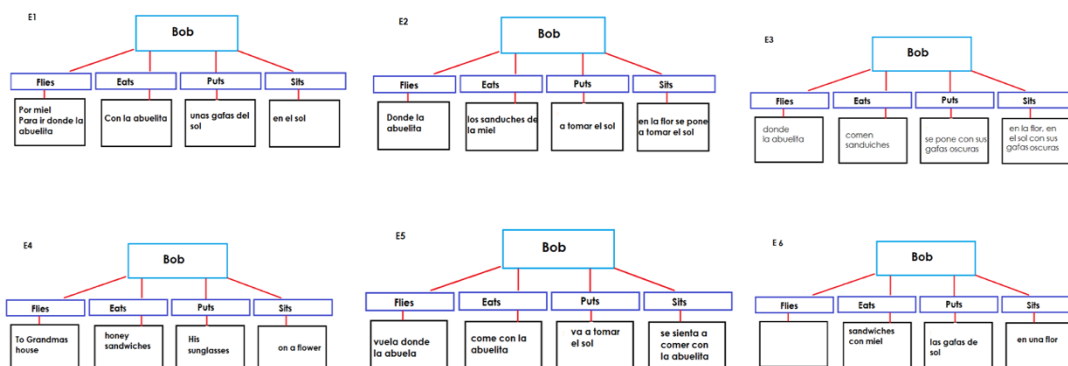 E1
Bob
Flies
Eats
Puts
Sits
Por miel
Para ir donde la
abuelita
Con la abuelita
unas gafas del
sol
en el sol
E2
Bob
Flies
Eats
Puts
Sits
Donde la
abuelita
los sanduches de
la miel
a tomar el sol
en la flor se pone
a tomar el sol
E3
Bob
Flies
Eats
Puts
Sits
donde
la abuelita
comen
sanduiches
se pone con sus
gafas oscuras
en la flor, en
el sol con sus
gafas oscuras
E4
Bob
Flies
Eats
Puts
Sits
To Grandmas
house
honey
sandwiches
His
sunglasses
on a flower
E5
Bob
Flies
Eats
Puts
Sits
vuela donde
la abuela
come con la
abuelita
va a tomar
el sol
se sienta a
comer con
la abuelita
E 6
Bob
Flies
Eats
Puts
Sits
sandwiches
con miel
las gafas de
sol
en una flor